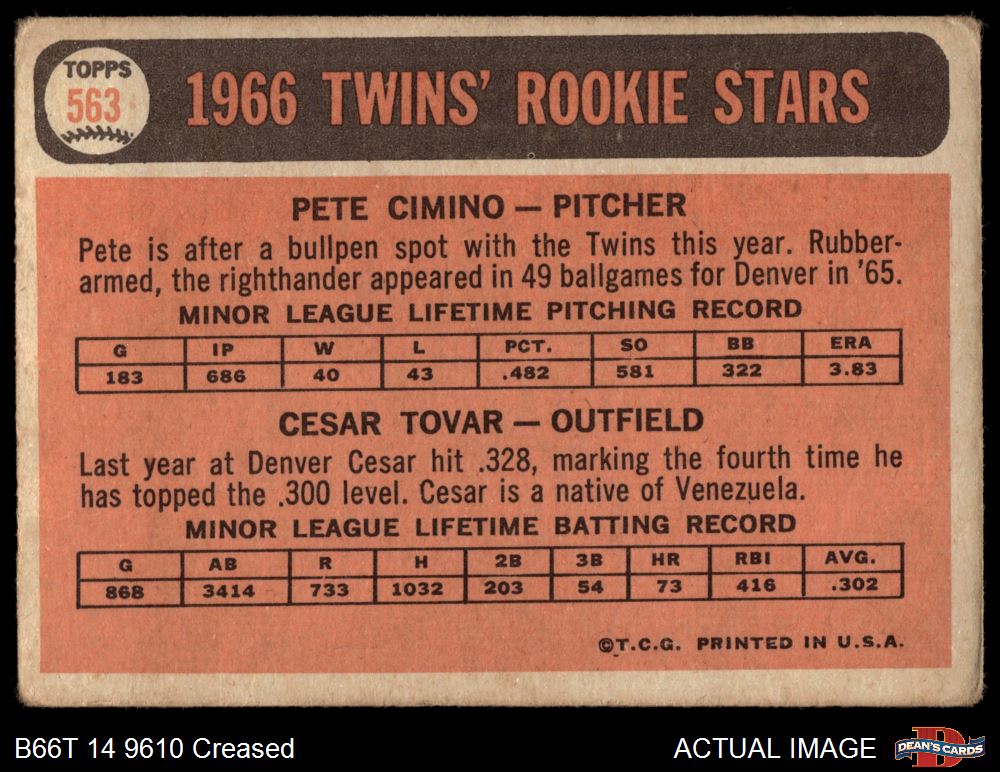 TOPPS
563
1966 TWINS' ROOKIE STARS
PETE CIMINO — PITCHER
Pete is after a bullpen spot with the Twins this year. Rubber-
armed, the righthander appeared in 49 ballgames for Denver in '65.
MINOR LEAGUE LIFETIME PITCHING RECORD
G IP W L PCT. SO BB ERA
183 686 40 43 .482 581 322 3.83
CESAR TOVAR — OUTFIELD
Last year at Denver Cesar hit .328, marking the fourth time he
has topped the .300 level. Cesar is a native of Venezuela.
MINOR LEAGUE LIFETIME BATTING RECORD
G AB R H 2B 3B HR RBI AVG.
868 3414 733 1032 203 54 73 416 .302
©T.C.G. PRINTED IN U.S.A.
B66T 14 9610 Creased
ACTUAL IMAGE
DEAN'S CARDS